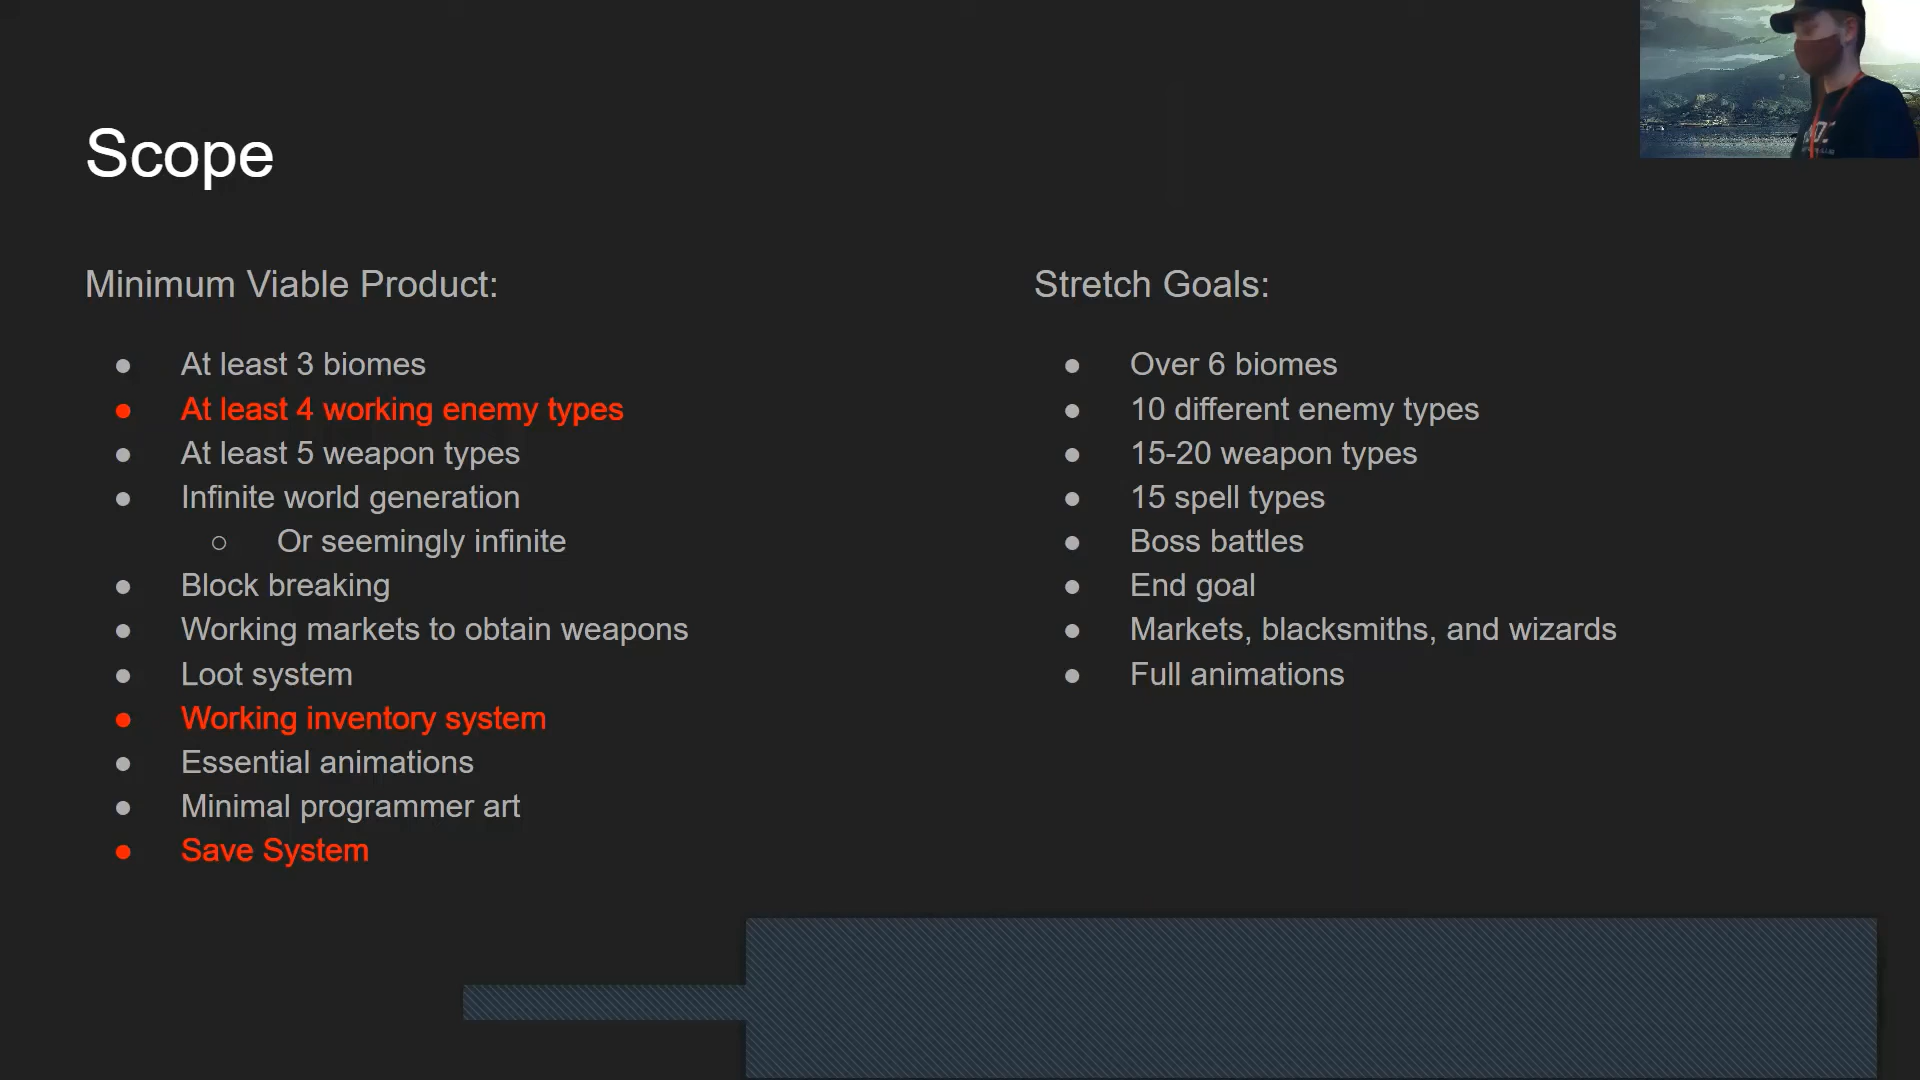 Scope
Minimum Viable Product:
● At least 3 biomes
● At least 4 working enemy types
● At least 5 weapon types
● Infinite world generation
○ Or seemingly infinite
● Block breaking
● Working markets to obtain weapons
● Loot system
● Working inventory system
● Essential animations
● Minimal programmer art
● Save System
Stretch Goals:
● Over 6 biomes
● 10 different enemy types
● 15-20 weapon types
● 15 spell types
● Boss battles
● End goal
● Markets, blacksmiths, and wizards
● Full animations